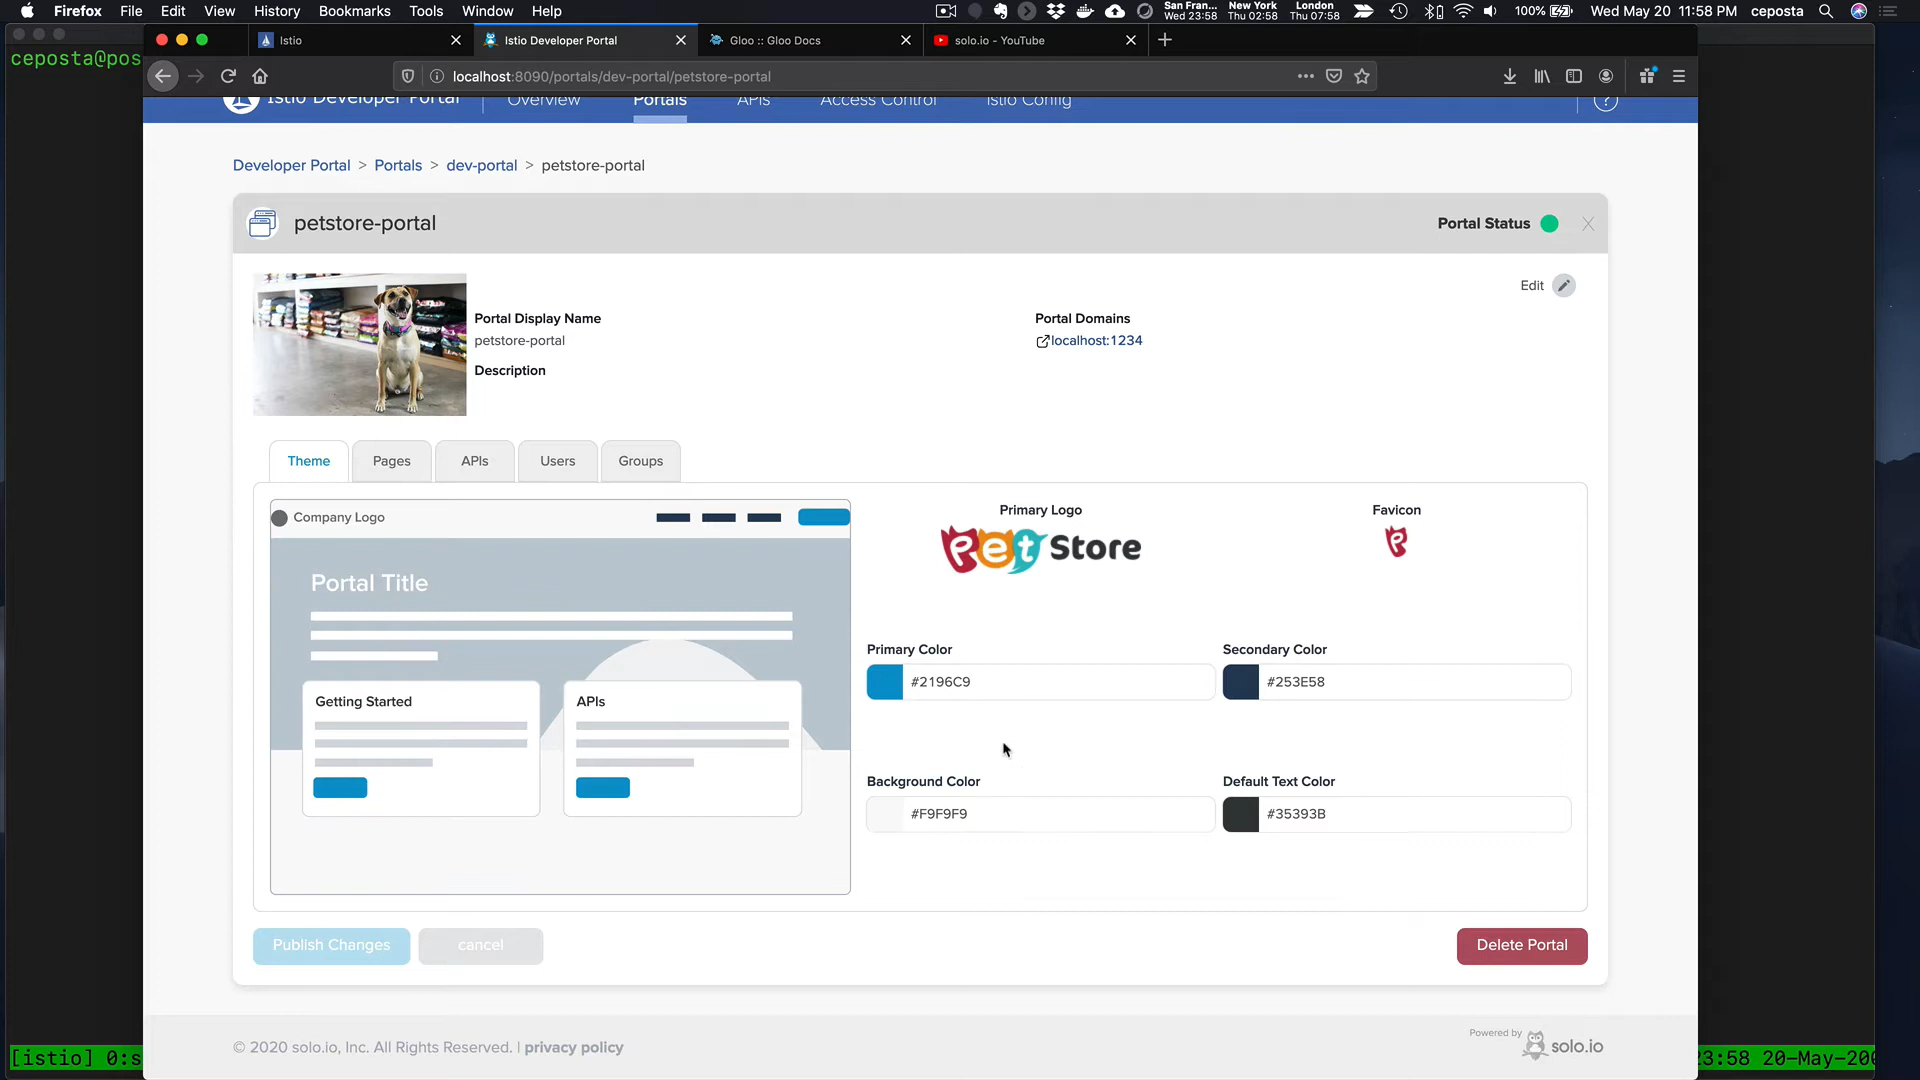 Firefox File Edit View History Bookmarks Tools Window Help
San Fran... Wed 23:58 New York Thu 02:58 London Thu 07:58
100% Wed May 20 11:58 PM ceposta
ceposta@pos
Istio
Istio Developer Portal
Gloo :: Gloo Docs
solo.io - YouTube
localhost:8090/portals/dev-portal/petstore-portal
Istio Developer Portal Overview Portals APIs Access Control Istio Config ?
Developer Portal > Portals > dev-portal > petstore-portal
petstore-portal
Portal Status X
Edit
Portal Display Name
petstore-portal
Description
Portal Domains
localhost:1234
Theme Pages APIs Users Groups
Company Logo
Portal Title
Getting Started
APIs
Primary Logo
Pet Store
Favicon
P
Primary Color
#2196C9
Secondary Color
#253E58
Background Color
#F9F9F9
Default Text Color
#35393B
Publish Changes cancel Delete Portal
© 2020 solo.io, Inc. All Rights Reserved. | privacy policy
Powered by
solo.io
[istio] 0:s
3:58 20-May-20